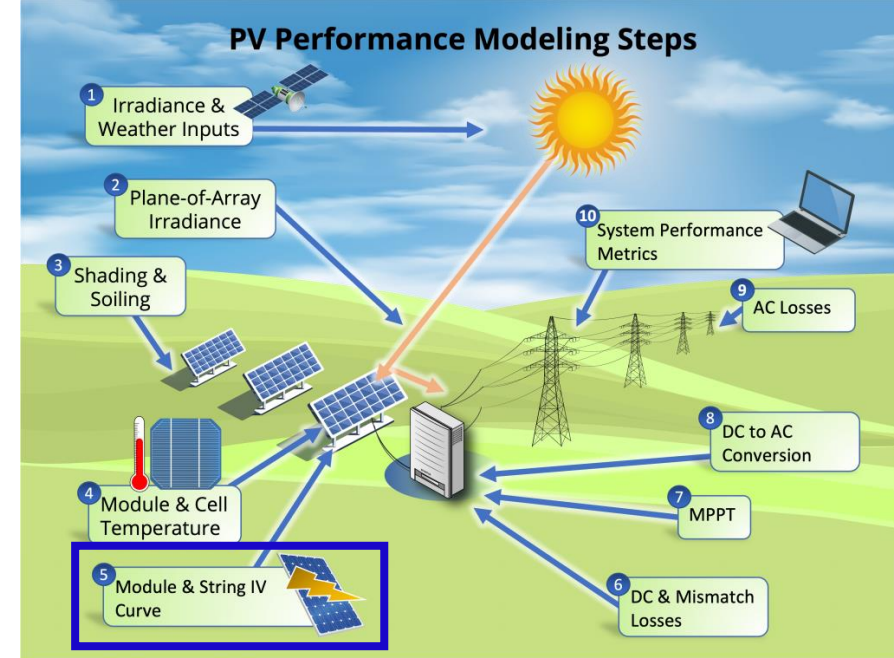 PV Performance Modeling Steps
1
Irradiance &
Weather Inputs
2
Plane-of-Array
Irradiance
3
Shading &
Soiling
4
Module & Cell
Temperature
5
Module & String IV
Curve
6
DC & Mismatch
Losses
7
MPPT
8
DC to AC
Conversion
9
AC Losses
10
System Performance
Metrics